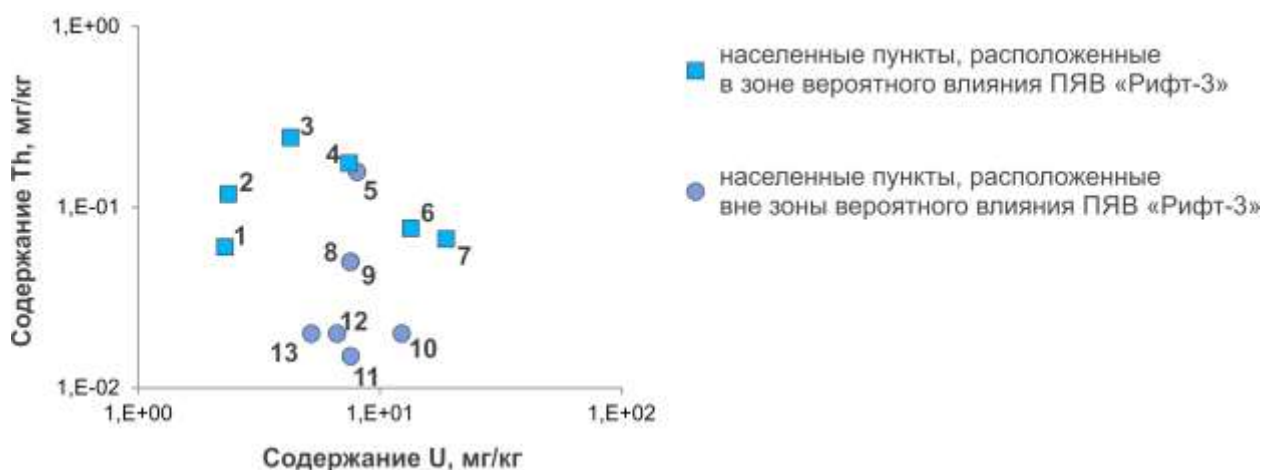 1,E+00
Содержание Th, мг/кг
1,E-01
1,E-02
3
4
2
5
6
1
7
8
9
12
13
10
11
1,E+00
1,E+01
1,E+02
Содержание U, мг/кг
населенные пункты, расположенные
в зоне вероятного влияния ПЯВ «Рифт-3»
населенные пункты, расположенные
вне зоны вероятного влияния ПЯВ «Рифт-3»